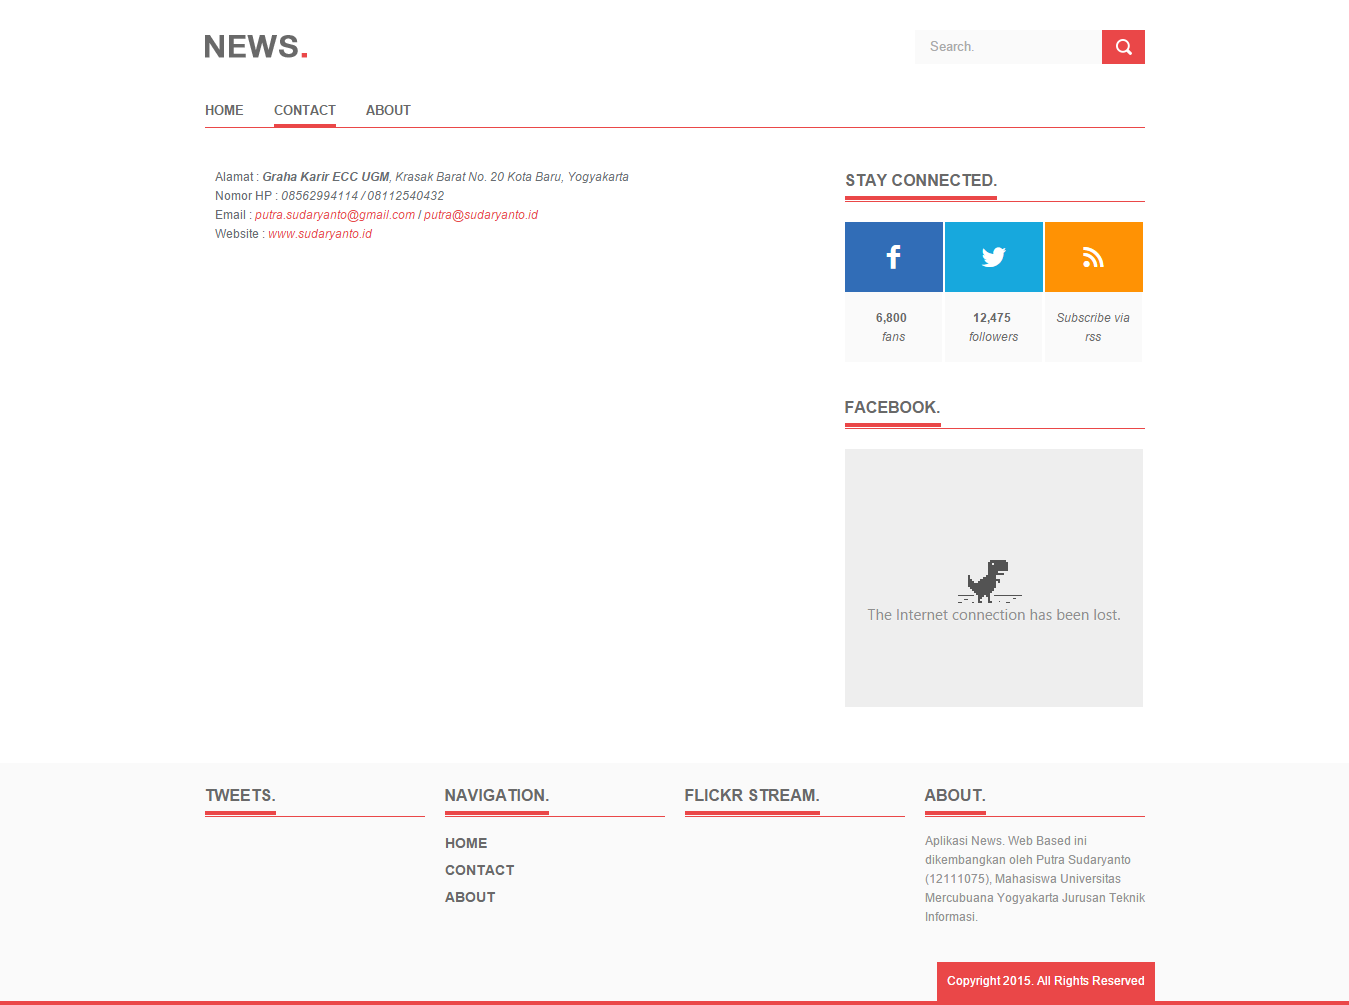 NEWS.
Search.
HOME CONTACT ABOUT
Alamat : Graha Karir ECC UGM, Krasak Barat No. 20 Kota Baru, Yogyakarta
Nomor HP : 08562994114 / 08112540432
Email : putra.sudaryanto@gmail.com / putra@sudaryanto.id
Website : www.sudaryanto.id
STAY CONNECTED.
6,800
fans
12,475
followers
Subscribe via
rss
FACEBOOK.
The Internet connection has been lost.
TWEETS.
NAVIGATION.
HOME
CONTACT
ABOUT
FLICKR STREAM.
ABOUT.
Aplikasi News. Web Based ini
dikembangkan oleh Putra Sudaryanto
(12111075), Mahasiswa Universitas
Mercubuana Yogyakarta Jurusan Teknik
Informasi.
Copyright 2015. All Rights Reserved